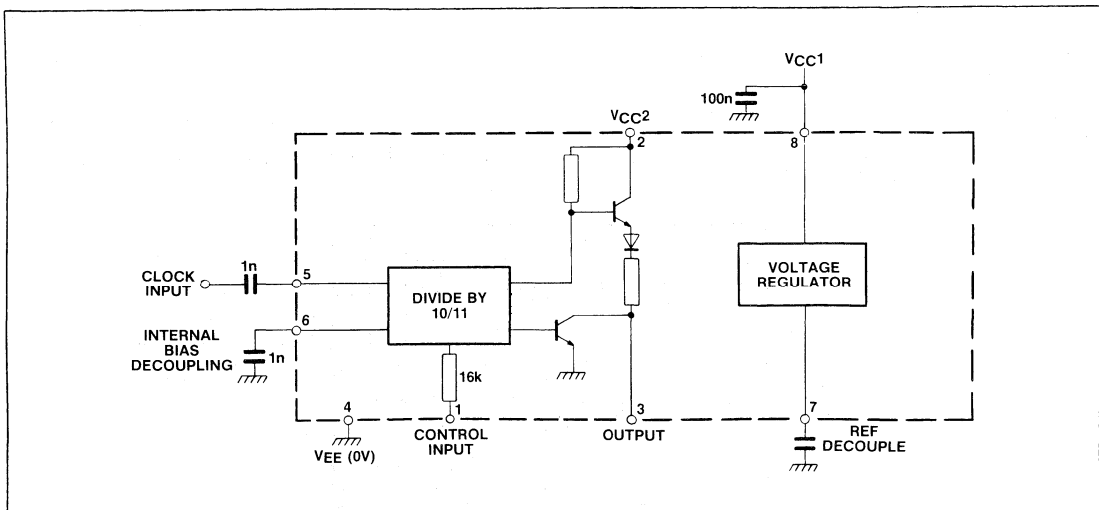 VCC1
100n
VCC2
2
8
CLOCK
INPUT
1n
5
DIVIDE BY
10/11
VOLTAGE
REGULATOR
6
INTERNAL
BIAS
DECOUPLING
1n
16k
4
1
3
7
VEE (0V)
CONTROL
INPUT
OUTPUT
REF
DECOUPLE